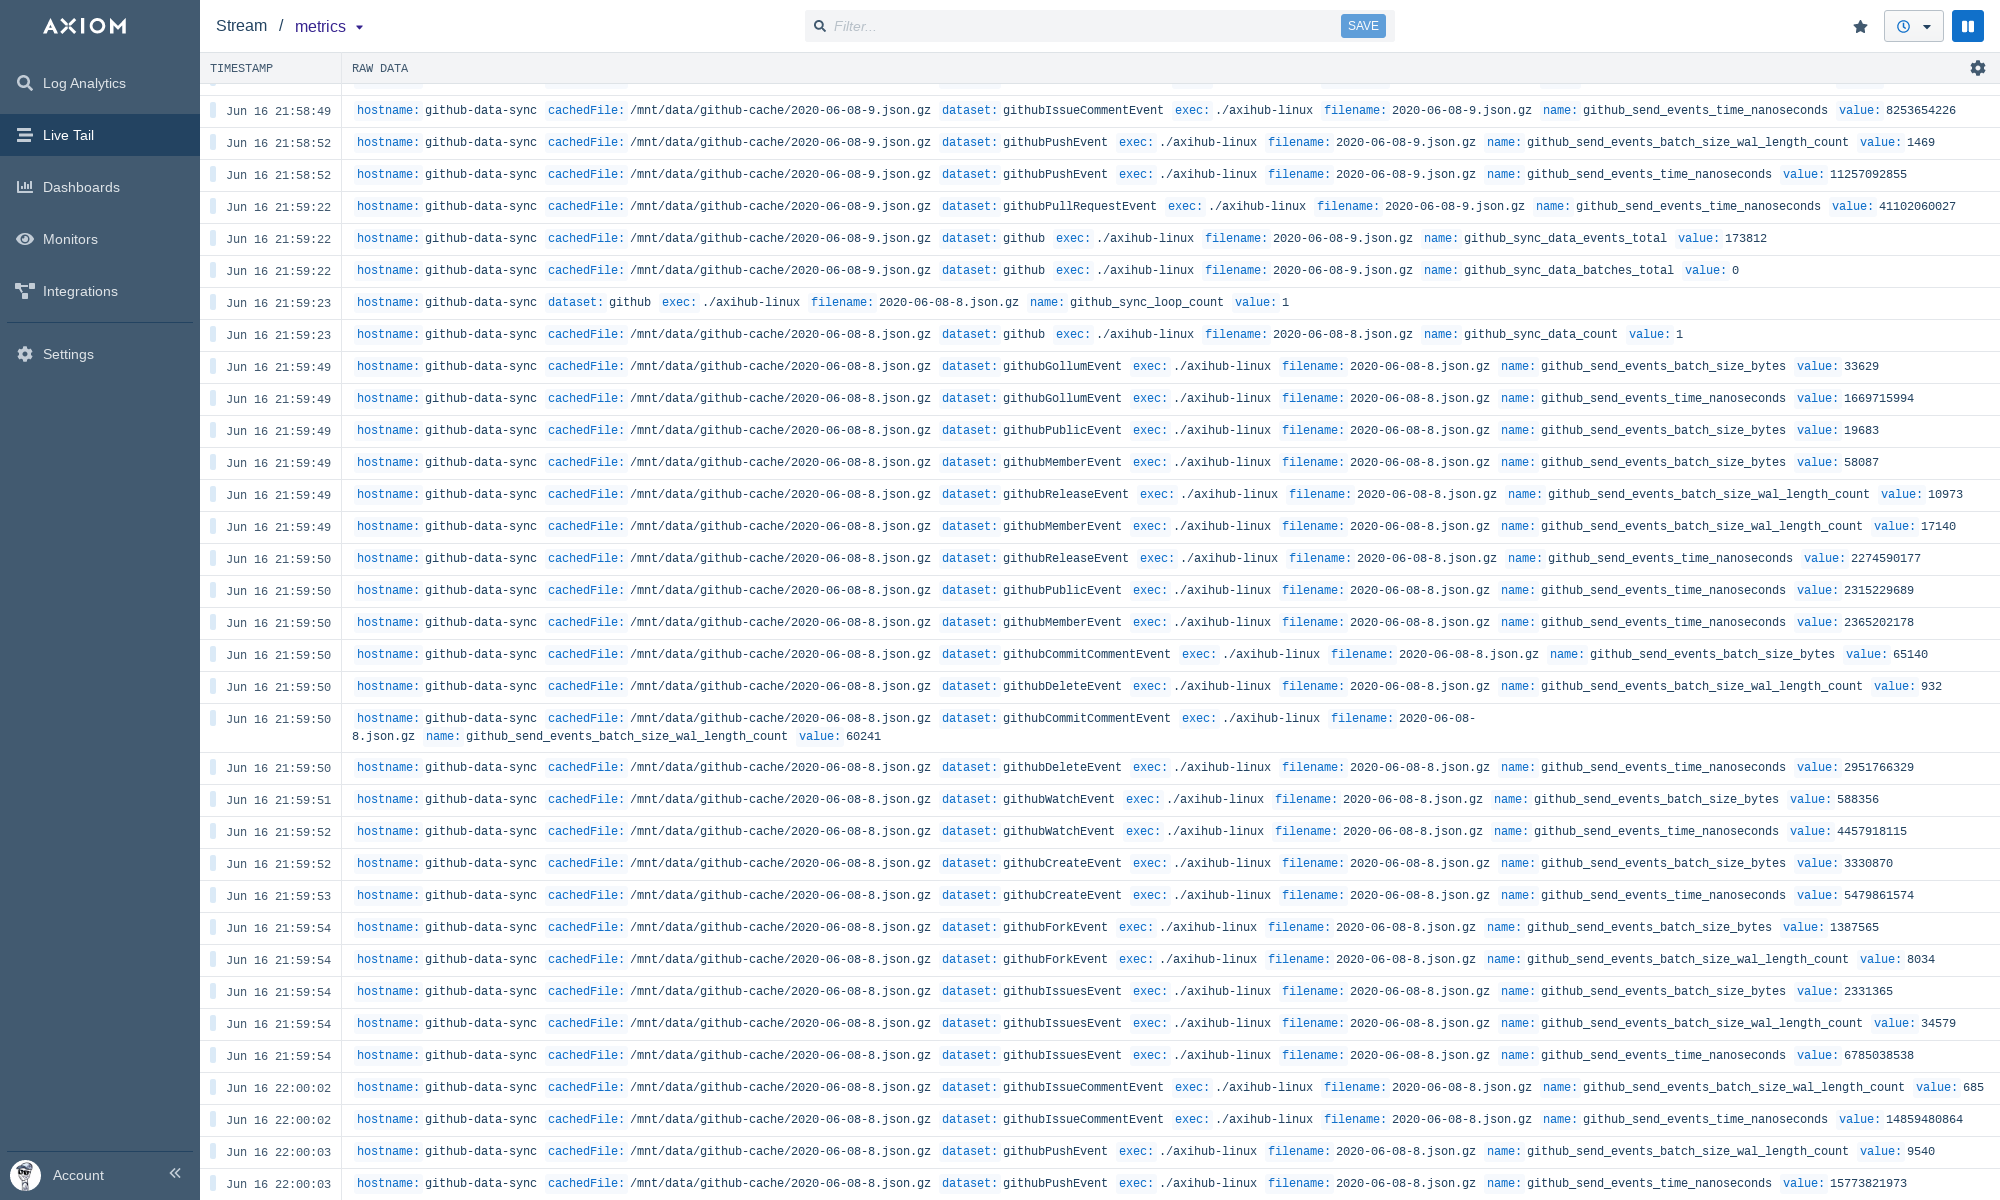 AXIOM
Log Analytics
Live Tail
Dashboards
Monitors
Integrations
Settings
Account
Stream / metrics
Filter...
SAVE
TIMESTAMP RAW DATA
Jun 16 21:58:49 hostname: github-data-sync cachedFile: /mnt/data/github-cache/2020-06-08-9.json.gz dataset: githubIssueCommentEvent exec: ./axihub-linux filename: 2020-06-08-9.json.gz name: github_send_events_time_nanoseconds value: 8253654226
Jun 16 21:58:52 hostname: github-data-sync cachedFile: /mnt/data/github-cache/2020-06-08-9.json.gz dataset: githubPushEvent exec: ./axihub-linux filename: 2020-06-08-9.json.gz name: github_send_events_batch_size_wal_length_count value: 1469
Jun 16 21:58:52 hostname: github-data-sync cachedFile: /mnt/data/github-cache/2020-06-08-9.json.gz dataset: githubPushEvent exec: ./axihub-linux filename: 2020-06-08-9.json.gz name: github_send_events_time_nanoseconds value: 11257092855
Jun 16 21:59:22 hostname: github-data-sync cachedFile: /mnt/data/github-cache/2020-06-08-9.json.gz dataset: githubPullRequestEvent exec: ./axihub-linux filename: 2020-06-08-9.json.gz name: github_send_events_time_nanoseconds value: 41102060027
Jun 16 21:59:22 hostname: github-data-sync cachedFile: /mnt/data/github-cache/2020-06-08-9.json.gz dataset: github exec: ./axihub-linux filename: 2020-06-08-9.json.gz name: github_sync_data_events_total value: 173812
Jun 16 21:59:22 hostname: github-data-sync cachedFile: /mnt/data/github-cache/2020-06-08-9.json.gz dataset: github exec: ./axihub-linux filename: 2020-06-08-9.json.gz name: github_sync_data_batches_total value: 0
Jun 16 21:59:23 hostname: github-data-sync dataset: github exec: ./axihub-linux filename: 2020-06-08-8.json.gz name: github_sync_loop_count value: 1
Jun 16 21:59:23 hostname: github-data-sync cachedFile: /mnt/data/github-cache/2020-06-08-8.json.gz dataset: github exec: ./axihub-linux filename: 2020-06-08-8.json.gz name: github_sync_data_count value: 1
Jun 16 21:59:49 hostname: github-data-sync cachedFile: /mnt/data/github-cache/2020-06-08-8.json.gz dataset: githubGollumEvent exec: ./axihub-linux filename: 2020-06-08-8.json.gz name: github_send_events_batch_size_bytes value: 33629
Jun 16 21:59:49 hostname: github-data-sync cachedFile: /mnt/data/github-cache/2020-06-08-8.json.gz dataset: githubGollumEvent exec: ./axihub-linux filename: 2020-06-08-8.json.gz name: github_send_events_time_nanoseconds value: 1669715994
Jun 16 21:59:49 hostname: github-data-sync cachedFile: /mnt/data/github-cache/2020-06-08-8.json.gz dataset: githubPublicEvent exec: ./axihub-linux filename: 2020-06-08-8.json.gz name: github_send_events_batch_size_bytes value: 19683
Jun 16 21:59:49 hostname: github-data-sync cachedFile: /mnt/data/github-cache/2020-06-08-8.json.gz dataset: githubMemberEvent exec: ./axihub-linux filename: 2020-06-08-8.json.gz name: github_send_events_batch_size_bytes value: 58087
Jun 16 21:59:49 hostname: github-data-sync cachedFile: /mnt/data/github-cache/2020-06-08-8.json.gz dataset: githubReleaseEvent exec: ./axihub-linux filename: 2020-06-08-8.json.gz name: github_send_events_batch_size_wal_length_count value: 10973
Jun 16 21:59:49 hostname: github-data-sync cachedFile: /mnt/data/github-cache/2020-06-08-8.json.gz dataset: githubMemberEvent exec: ./axihub-linux filename: 2020-06-08-8.json.gz name: github_send_events_batch_size_wal_length_count value: 17140
Jun 16 21:59:50 hostname: github-data-sync cachedFile: /mnt/data/github-cache/2020-06-08-8.json.gz dataset: githubReleaseEvent exec: ./axihub-linux filename: 2020-06-08-8.json.gz name: github_send_events_time_nanoseconds value: 2274590177
Jun 16 21:59:50 hostname: github-data-sync cachedFile: /mnt/data/github-cache/2020-06-08-8.json.gz dataset: githubPublicEvent exec: ./axihub-linux filename: 2020-06-08-8.json.gz name: github_send_events_time_nanoseconds value: 2315229689
Jun 16 21:59:50 hostname: github-data-sync cachedFile: /mnt/data/github-cache/2020-06-08-8.json.gz dataset: githubMemberEvent exec: ./axihub-linux filename: 2020-06-08-8.json.gz name: github_send_events_time_nanoseconds value: 2365202178
Jun 16 21:59:50 hostname: github-data-sync cachedFile: /mnt/data/github-cache/2020-06-08-8.json.gz dataset: githubCommitCommentEvent exec: ./axihub-linux filename: 2020-06-08-8.json.gz name: github_send_events_batch_size_bytes value: 65140
Jun 16 21:59:50 hostname: github-data-sync cachedFile: /mnt/data/github-cache/2020-06-08-8.json.gz dataset: githubDeleteEvent exec: ./axihub-linux filename: 2020-06-08-8.json.gz name: github_send_events_batch_size_wal_length_count value: 932
Jun 16 21:59:50 hostname: github-data-sync cachedFile: /mnt/data/github-cache/2020-06-08-8.json.gz dataset: githubCommitCommentEvent exec: ./axihub-linux filename: 2020-06-08-
8.json.gz name: github_send_events_batch_size_wal_length_count value: 60241
Jun 16 21:59:50 hostname: github-data-sync cachedFile: /mnt/data/github-cache/2020-06-08-8.json.gz dataset: githubDeleteEvent exec: ./axihub-linux filename: 2020-06-08-8.json.gz name: github_send_events_time_nanoseconds value: 2951766329
Jun 16 21:59:51 hostname: github-data-sync cachedFile: /mnt/data/github-cache/2020-06-08-8.json.gz dataset: githubWatchEvent exec: ./axihub-linux filename: 2020-06-08-8.json.gz name: github_send_events_batch_size_bytes value: 588356
Jun 16 21:59:52 hostname: github-data-sync cachedFile: /mnt/data/github-cache/2020-06-08-8.json.gz dataset: githubWatchEvent exec: ./axihub-linux filename: 2020-06-08-8.json.gz name: github_send_events_time_nanoseconds value: 4457918115
Jun 16 21:59:52 hostname: github-data-sync cachedFile: /mnt/data/github-cache/2020-06-08-8.json.gz dataset: githubCreateEvent exec: ./axihub-linux filename: 2020-06-08-8.json.gz name: github_send_events_batch_size_bytes value: 3330870
Jun 16 21:59:53 hostname: github-data-sync cachedFile: /mnt/data/github-cache/2020-06-08-8.json.gz dataset: githubCreateEvent exec: ./axihub-linux filename: 2020-06-08-8.json.gz name: github_send_events_time_nanoseconds value: 5479861574
Jun 16 21:59:54 hostname: github-data-sync cachedFile: /mnt/data/github-cache/2020-06-08-8.json.gz dataset: githubForkEvent exec: ./axihub-linux filename: 2020-06-08-8.json.gz name: github_send_events_batch_size_bytes value: 1387565
Jun 16 21:59:54 hostname: github-data-sync cachedFile: /mnt/data/github-cache/2020-06-08-8.json.gz dataset: githubForkEvent exec: ./axihub-linux filename: 2020-06-08-8.json.gz name: github_send_events_batch_size_wal_length_count value: 8034
Jun 16 21:59:54 hostname: github-data-sync cachedFile: /mnt/data/github-cache/2020-06-08-8.json.gz dataset: githubIssuesEvent exec: ./axihub-linux filename: 2020-06-08-8.json.gz name: github_send_events_batch_size_bytes value: 2331365
Jun 16 21:59:54 hostname: github-data-sync cachedFile: /mnt/data/github-cache/2020-06-08-8.json.gz dataset: githubIssuesEvent exec: ./axihub-linux filename: 2020-06-08-8.json.gz name: github_send_events_batch_size_wal_length_count value: 34579
Jun 16 21:59:54 hostname: github-data-sync cachedFile: /mnt/data/github-cache/2020-06-08-8.json.gz dataset: githubIssuesEvent exec: ./axihub-linux filename: 2020-06-08-8.json.gz name: github_send_events_time_nanoseconds value: 6785038538
Jun 16 22:00:02 hostname: github-data-sync cachedFile: /mnt/data/github-cache/2020-06-08-8.json.gz dataset: githubIssueCommentEvent exec: ./axihub-linux filename: 2020-06-08-8.json.gz name: github_send_events_batch_size_wal_length_count value: 685
Jun 16 22:00:02 hostname: github-data-sync cachedFile: /mnt/data/github-cache/2020-06-08-8.json.gz dataset: githubIssueCommentEvent exec: ./axihub-linux filename: 2020-06-08-8.json.gz name: github_send_events_time_nanoseconds value: 14859480864
Jun 16 22:00:03 hostname: github-data-sync cachedFile: /mnt/data/github-cache/2020-06-08-8.json.gz dataset: githubPushEvent exec: ./axihub-linux filename: 2020-06-08-8.json.gz name: github_send_events_batch_size_wal_length_count value: 9540
Jun 16 22:00:03 hostname: github-data-sync cachedFile: /mnt/data/github-cache/2020-06-08-8.json.gz dataset: githubPushEvent exec: ./axihub-linux filename: 2020-06-08-8.json.gz name: github_send_events_time_nanoseconds value: 15773821973